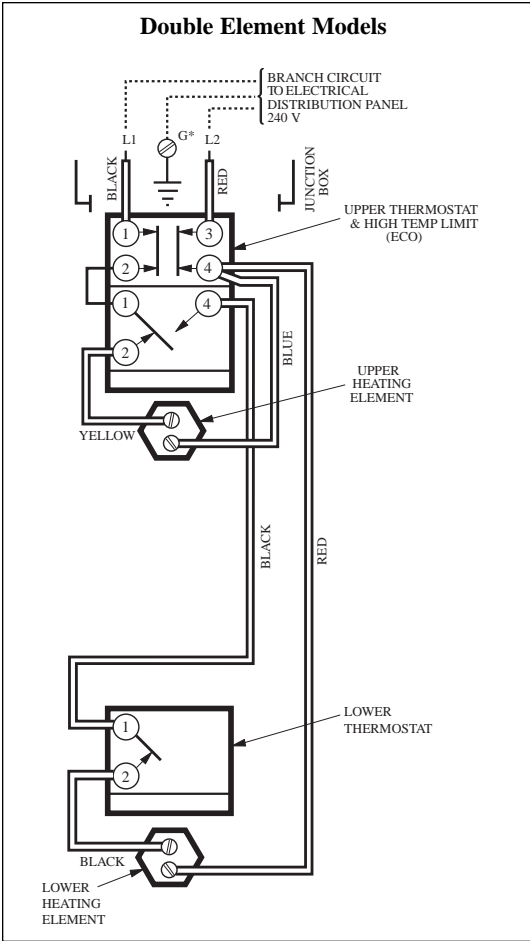 Double Element Models
BRANCH CIRCUIT
TO ELECTRICAL
DISTRIBUTION PANEL
240 V
L1
G*
L2
BLACK
RED
JUNCTION
BOX
UPPER THERMOSTAT
& HIGH TEMP LIMIT
(ECO)
1
3
2
4
1
4
2
BLUE
UPPER
HEATING
ELEMENT
YELLOW
BLACK
RED
LOWER
THERMOSTAT
1
2
BLACK
LOWER
HEATING
ELEMENT